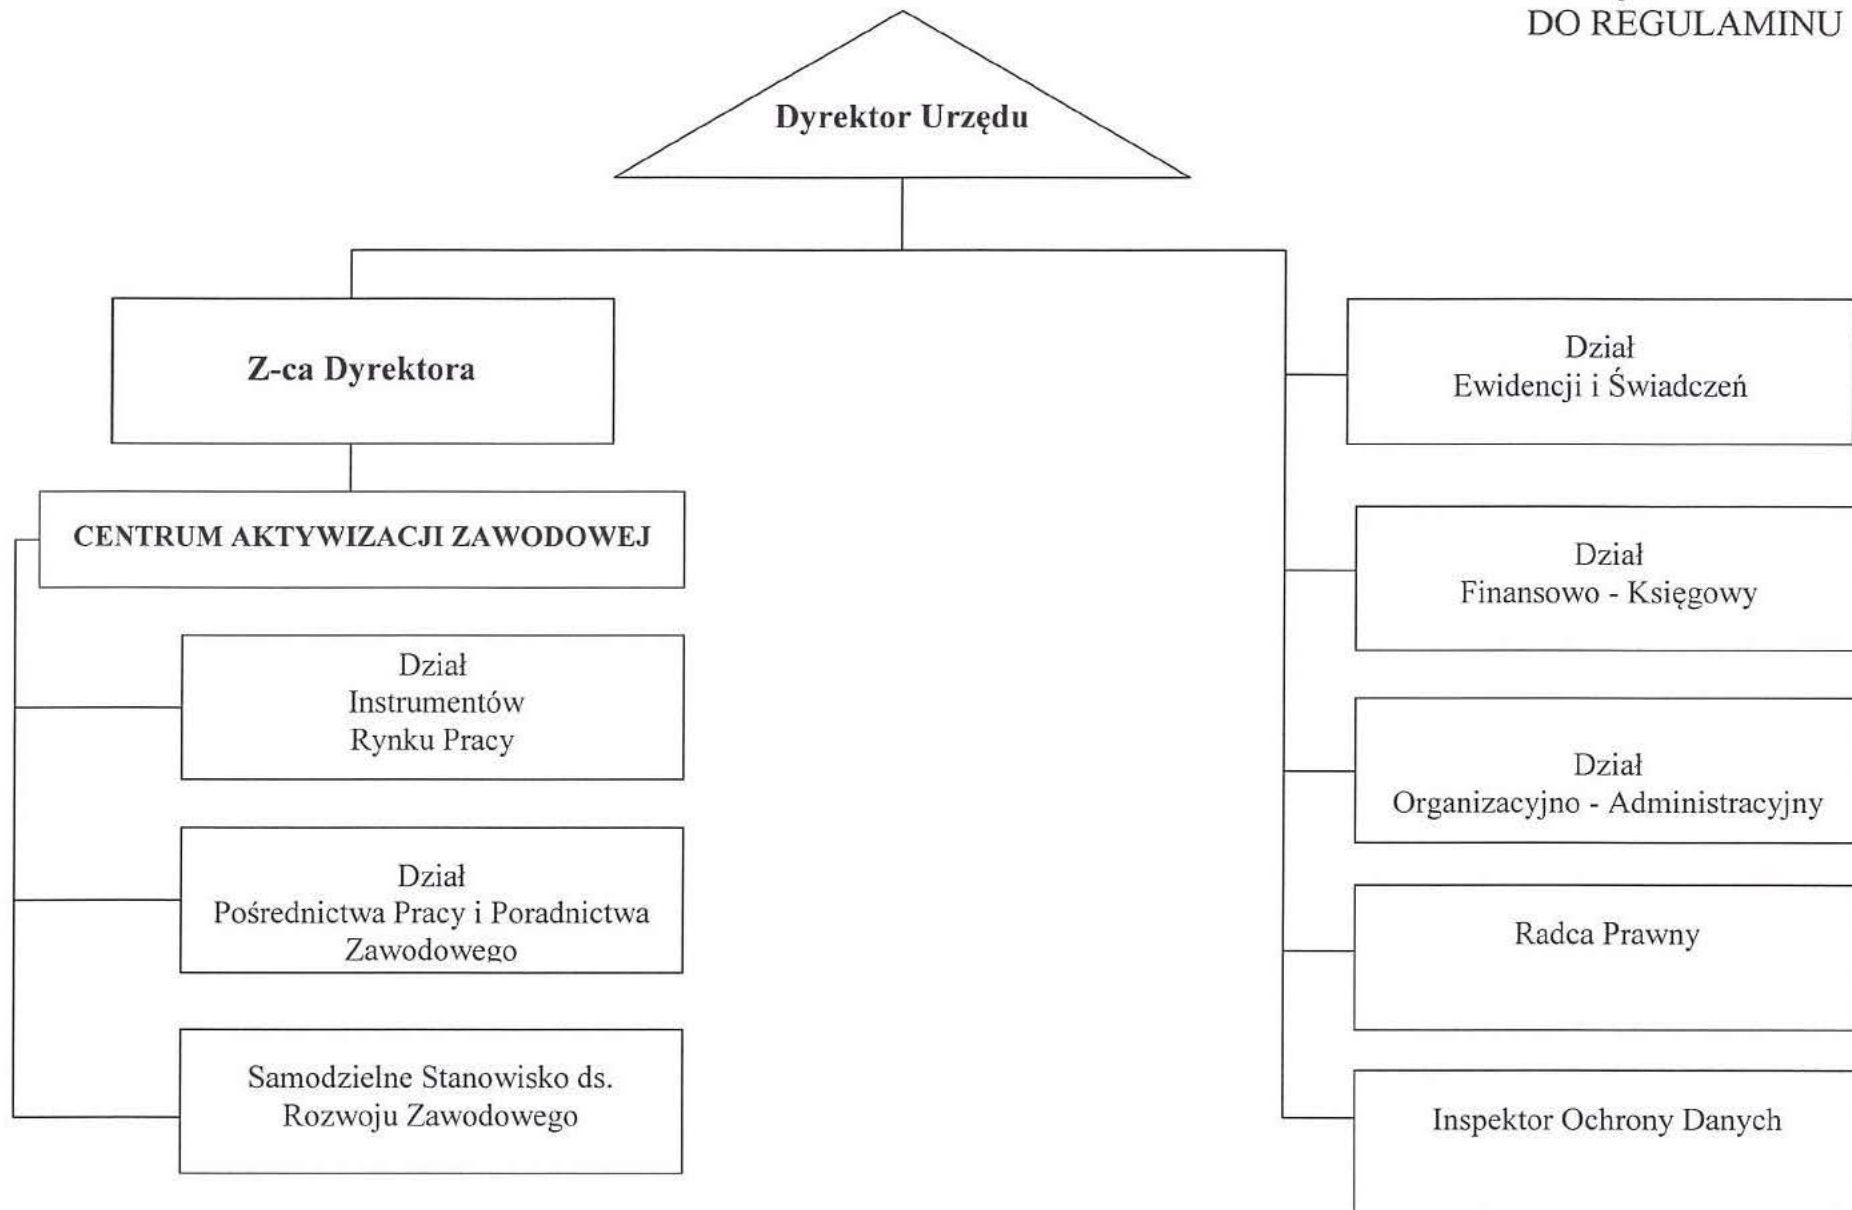 DO REGULAMINU
Dyrektor Urzędu
Z-ca Dyrektora
CENTRUM AKTYWIZACJI ZAWODOWEJ
Dział
Instrumentów
Rynku Pracy
Dział
Pośrednictwa Pracy i Poradnictwa
Zawodowego
Samodzielne Stanowisko ds.
Rozwoju Zawodowego
Dział
Ewidencji i Świadczeń
Dział
Finansowo - Księgowy
Dział
Organizacyjno - Administracyjny
Radca Prawny
Inspektor Ochrony Danych